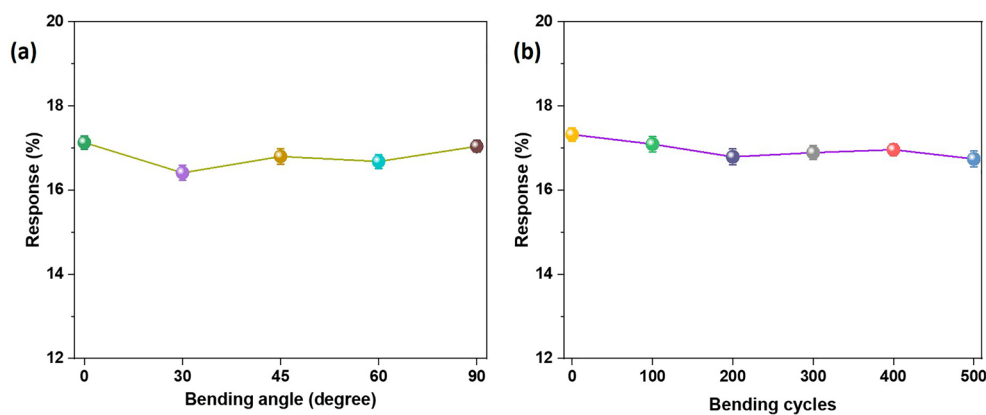 (a)
20
18
16
14
12
Response (%)
0 30 45 60 90
Bending angle (degree)
(b)
20
18
16
14
12
Response (%)
0 100 200 300 400 500
Bending cycles